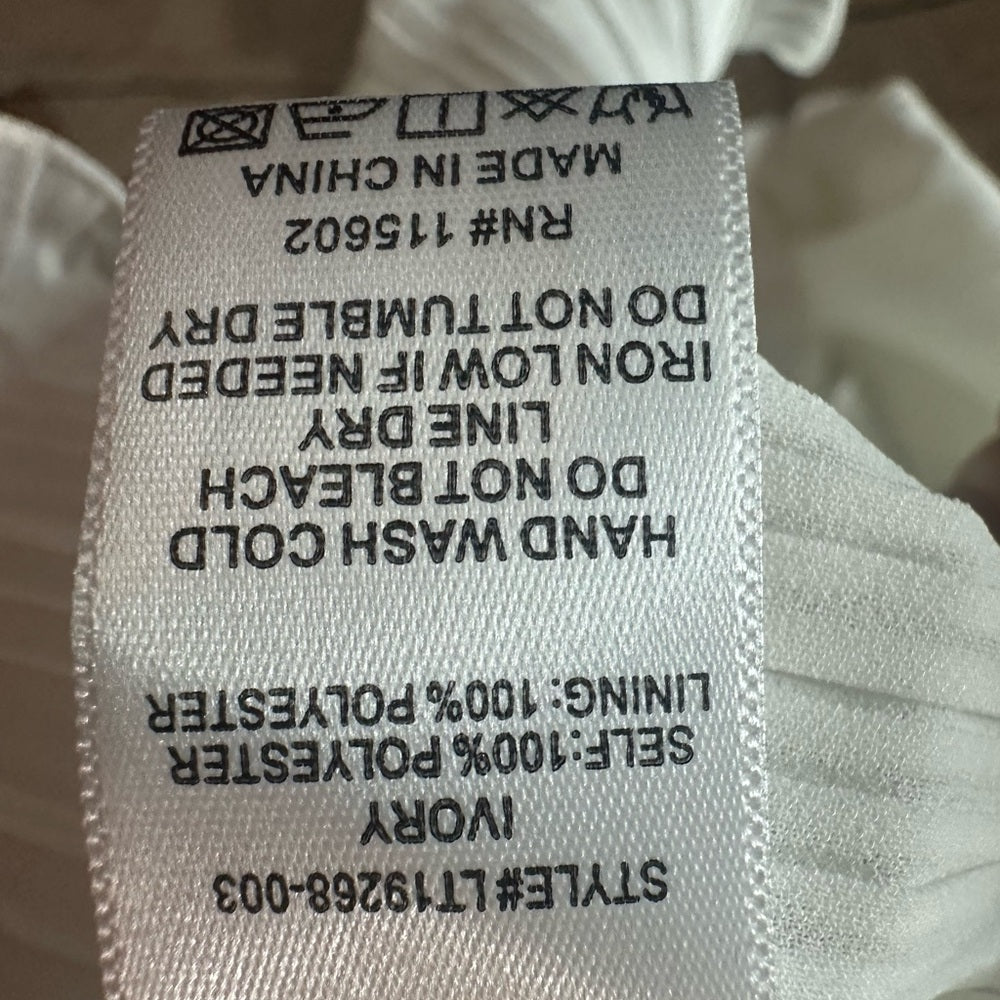 STYLE# LT19268-003
IVORY
SELF:100% POLYESTER
LINING: 100% POLYESTER
HAND WASH COLD
DO NOT BLEACH
LINE DRY
IRON LOW IF NEEDED
DO NOT TUMBLE DRY
RN# 115602
MADE IN CHINA